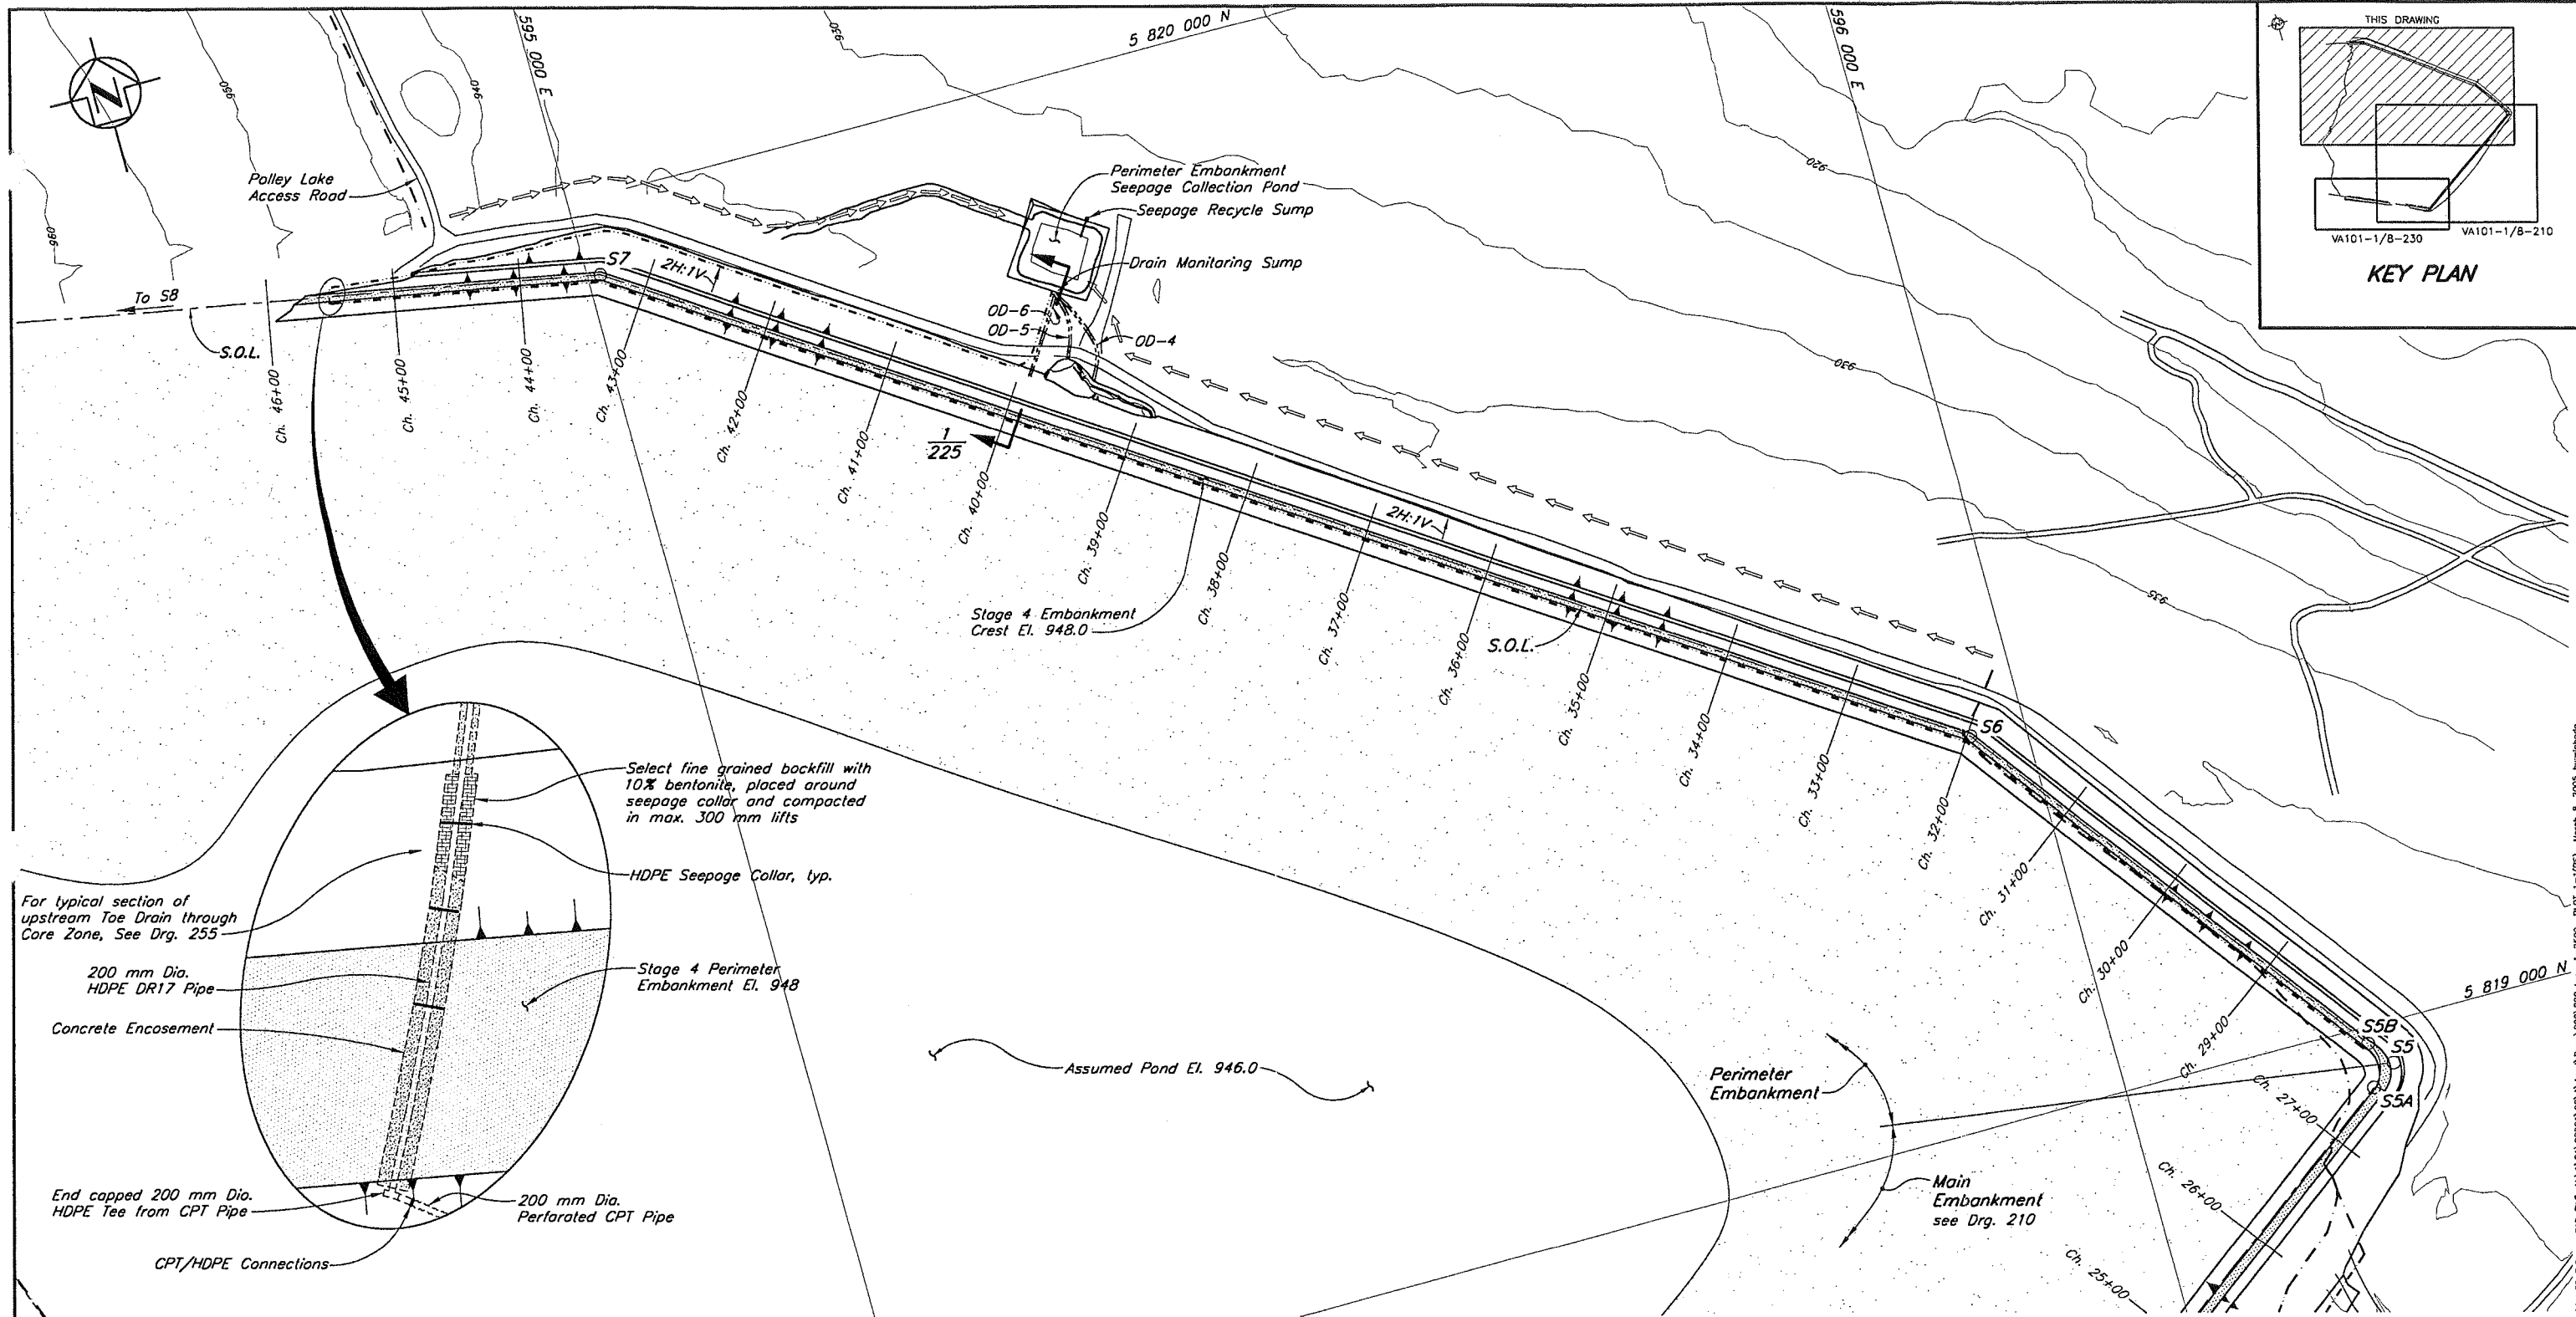 5 820 000 N
595 000 E
596 000 E
930
950
940
960
920
930
935
N
THIS DRAWING
VA101-1/B-230
VA101-1/B-210
KEY PLAN
Polley Lake
Access Road
Perimeter Embankment
Seepage Collection Pond
Seepage Recycle Sump
Drain Monitoring Sump
OD-6
OD-5
OD-4
To S8
S.O.L.
S7
2H:1V
Ch. 46+00
Ch. 45+00
Ch. 44+00
Ch. 43+00
Ch. 42+00
Ch. 41+00
Ch. 40+00
Ch. 39+00
Ch. 38+00
Ch. 37+00
Ch. 36+00
Ch. 35+00
Ch. 34+00
Ch. 33+00
Ch. 32+00
Ch. 31+00
Ch. 30+00
Ch. 29+00
Ch. 27+00
Ch. 26+00
Ch. 25+00
1
225
2H:1V
Stage 4 Embankment
Crest El. 948.0
S.O.L.
S6
S5B
S5
S5A
5 819 000 N
Select fine grained backfill with
10% bentonite, placed around
seepage collar and compacted
in max. 300 mm lifts
HDPE Seepage Collar, typ.
For typical section of
upstream Toe Drain through
Core Zone, See Drg. 255
200 mm Dia.
HDPE DR17 Pipe
Concrete Encasement
Stage 4 Perimeter
Embankment El. 948
End capped 200 mm Dia.
HDPE Tee from CPT Pipe
200 mm Dia.
Perforated CPT Pipe
CPT/HDPE Connections
Assumed Pond El. 946.0
Perimeter
Embankment
Main
Embankment
see Drg. 210